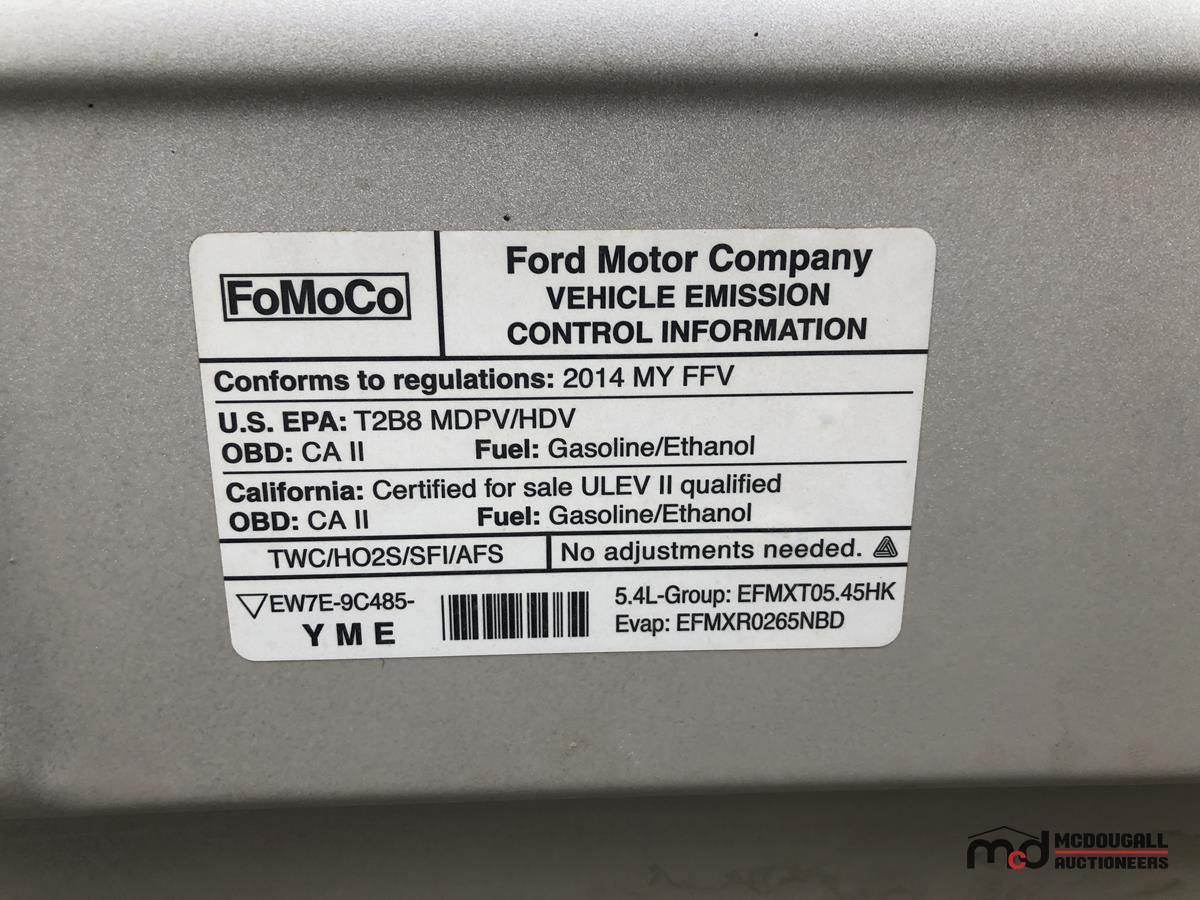 FoMoCo
Ford Motor Company
VEHICLE EMISSION
CONTROL INFORMATION
Conforms to regulations: 2014 MY FFV
U.S. EPA: T2B8 MDPV/HDV
OBD: CA II Fuel: Gasoline/Ethanol
California: Certified for sale ULEV II qualified
OBD: CA II Fuel: Gasoline/Ethanol
TWC/HO2S/SFI/AFS
No adjustments needed.
EW7E-9C485-
Y M E
5.4L-Group: EFMXT05.45HK
Evap: EFMXR0265NBD
mcd
MCDOUGALL
AUCTIONEERS